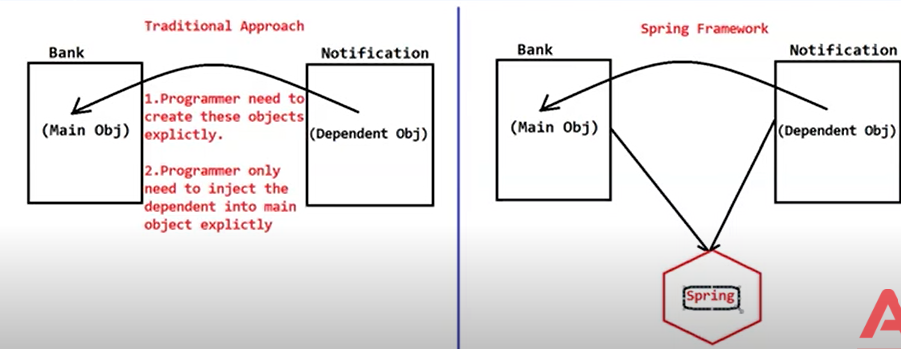 Traditional Approach
Bank
Notification
1.Programmer need to
create these objects
explictly.
(Main Obj)
(Dependent Obj)
2.Programmer only
need to inject the
dependent into main
object explictly
Spring Framework
Bank
Notification
(Main Obj)
(Dependent Obj)
Spring